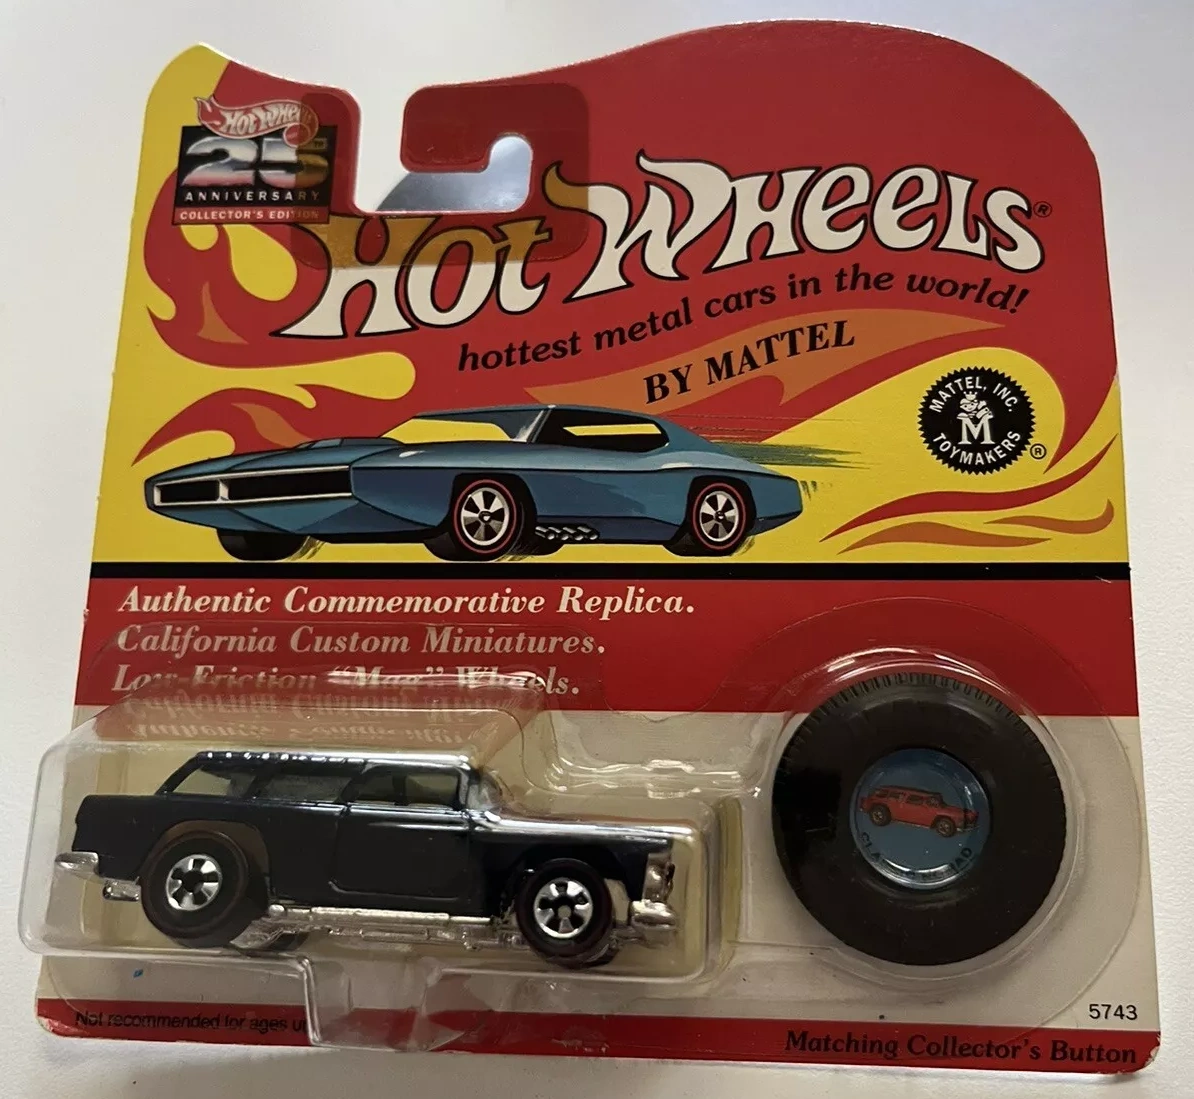 Hot Wheels
25
TM
ANNIVERSARY
COLLECTOR'S EDITION
Hot Wheels®
hottest metal cars in the world!
BY MATTEL
MATTEL, INC.
M
TOYMAKERS
®
Authentic Commemorative Replica.
California Custom Miniatures.
Low-Friction "Mag" Wheels.
5743
Not recommended for ages
Matching Collector's Button